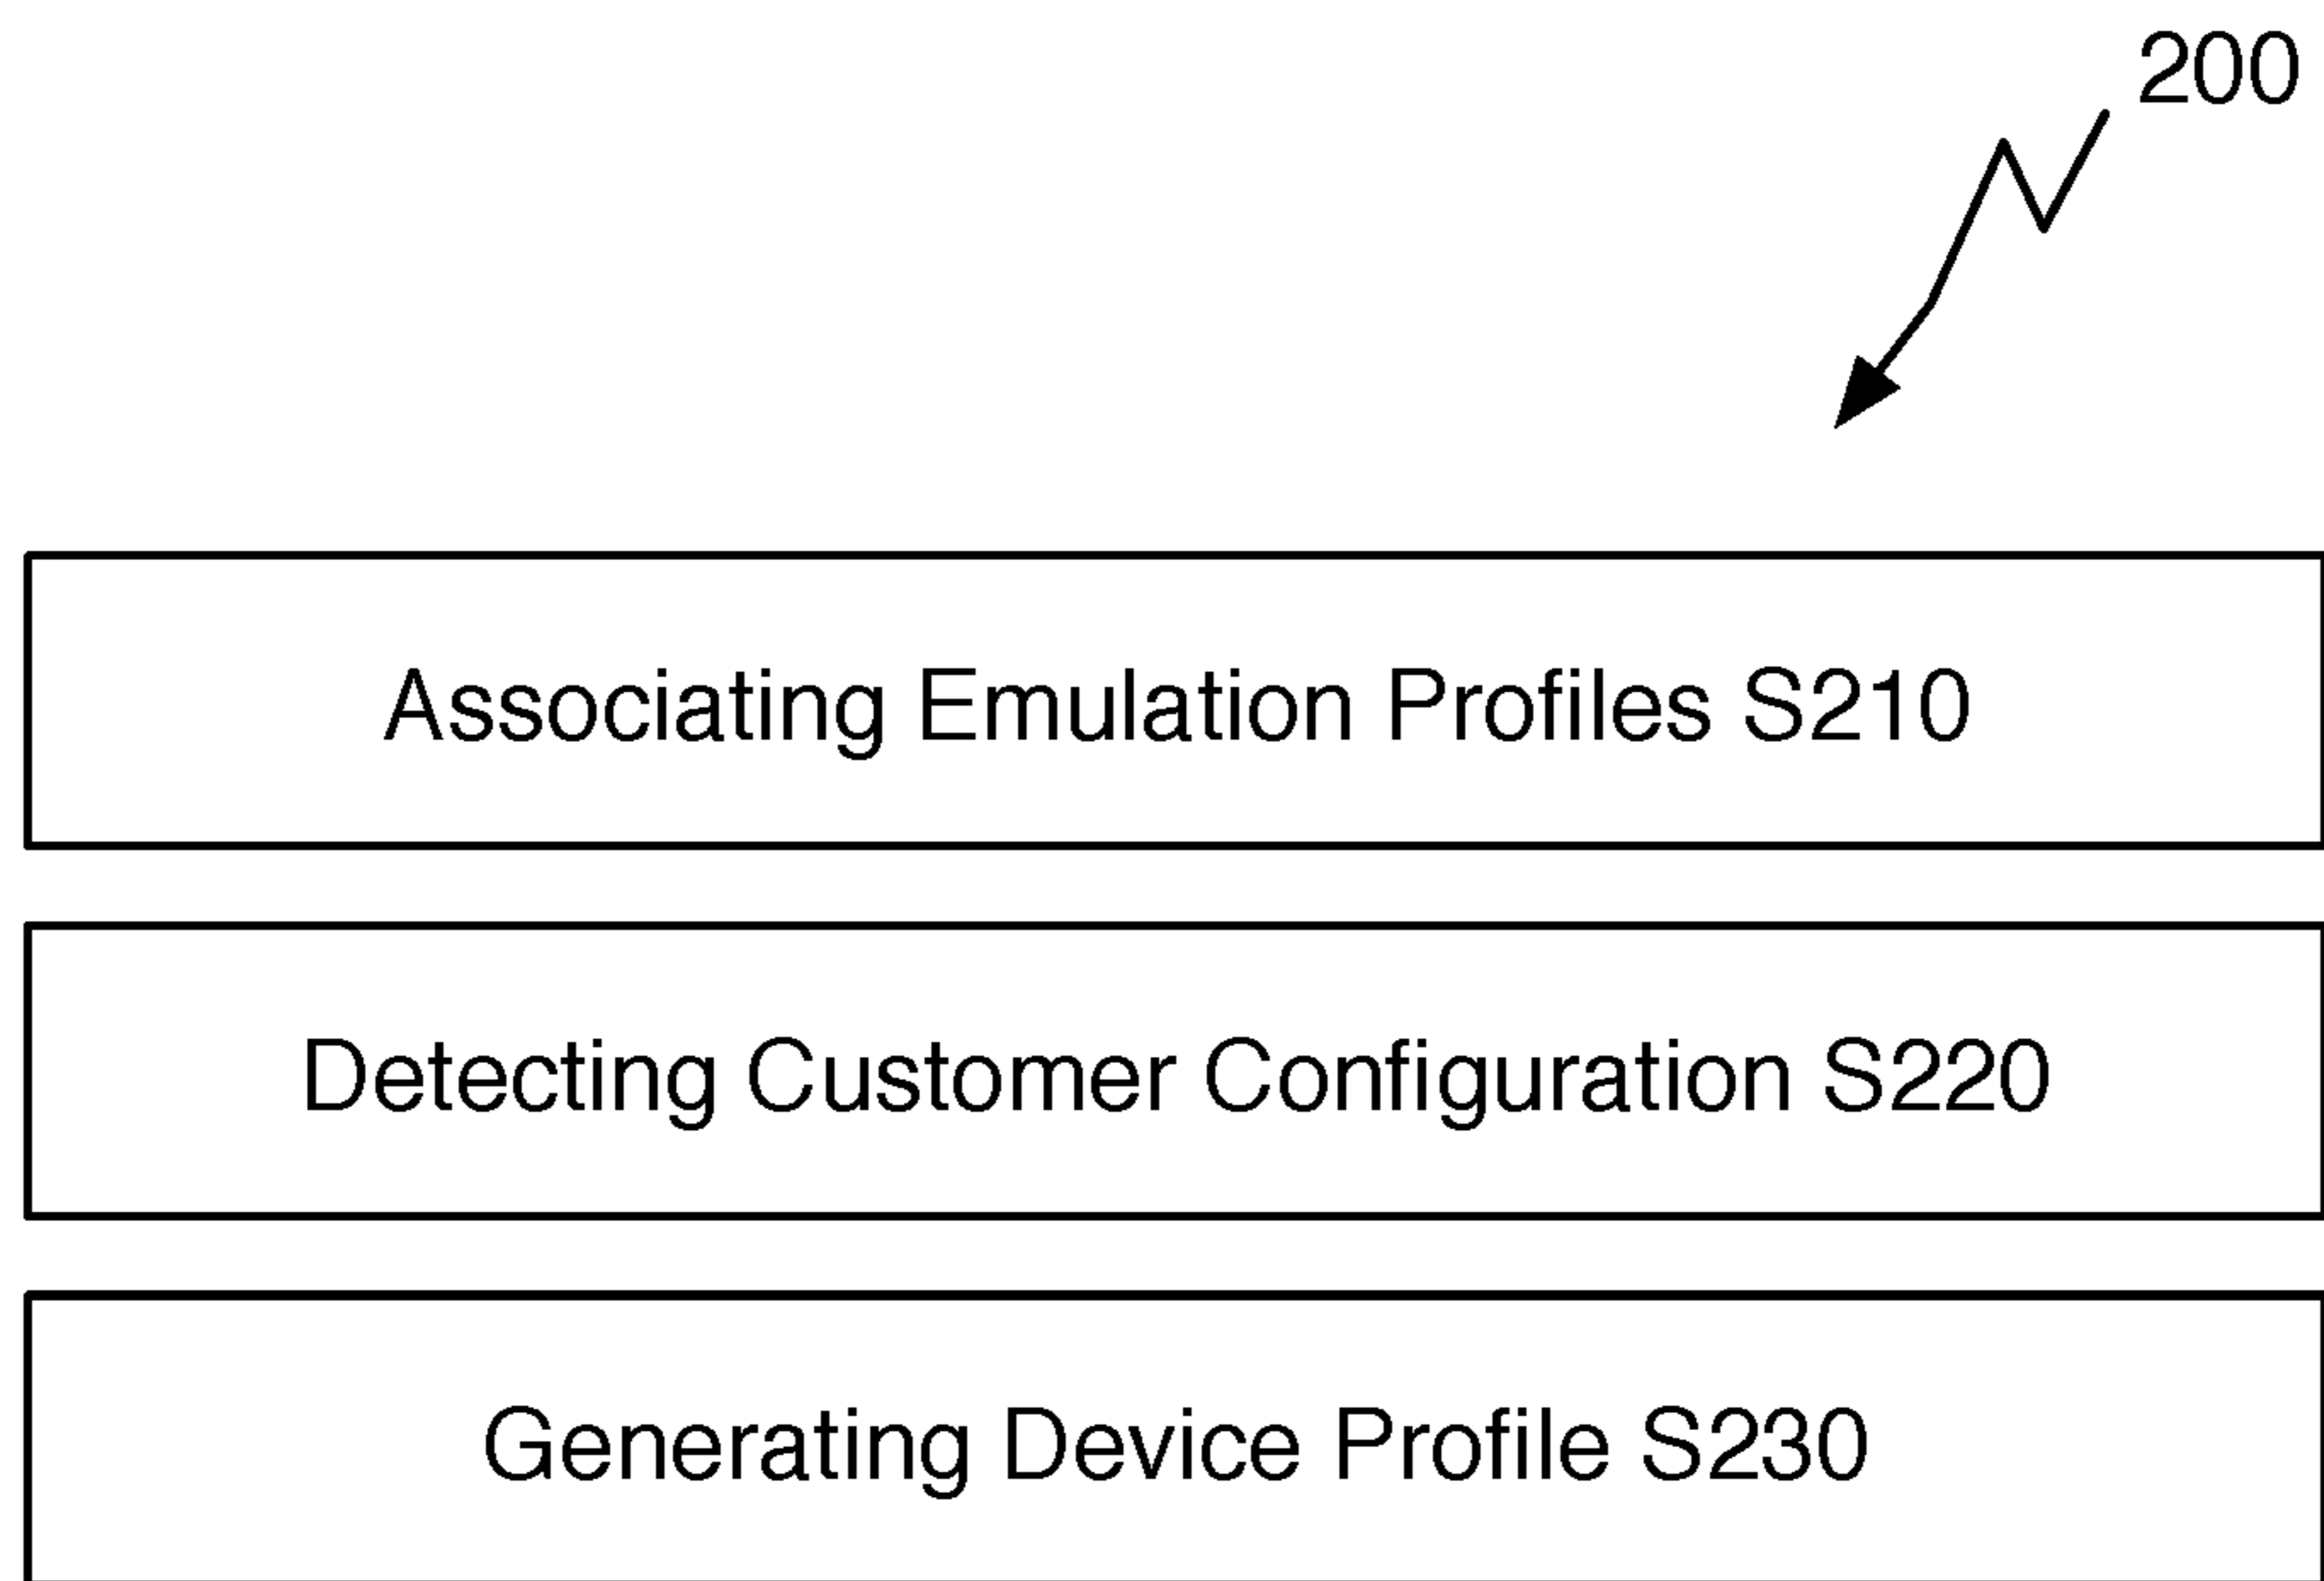 200
Associating Emulation Profiles S210
Detecting Customer Configuration S220
Generating Device Profile S230